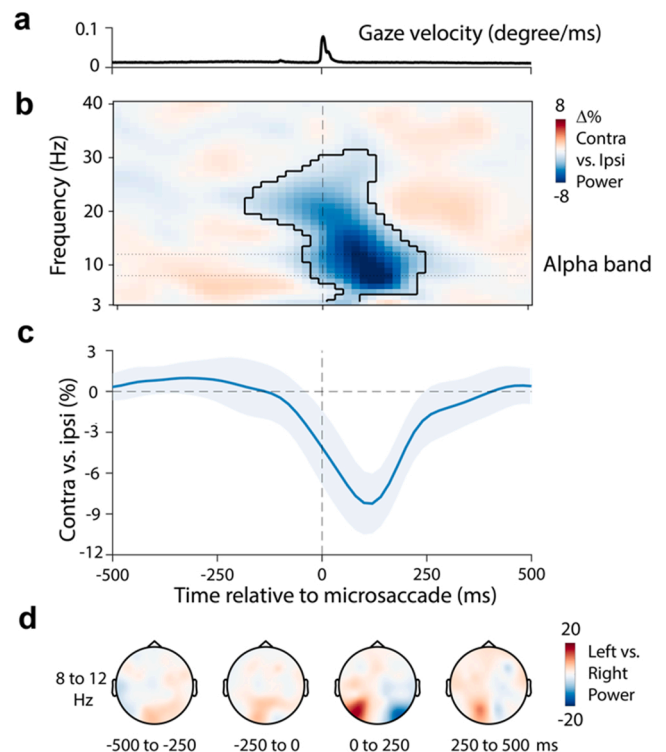 a
0.1
0
Gaze velocity (degree/ms)
b
40
30
20
10
3
Frequency (Hz)
8
Δ%
Contra
vs. Ipsi
Power
-8
Alpha band
c
3
0
-3
-6
-9
-12
Contra vs. ipsi (%)
-500 -250 0 250 500
Time relative to microsaccade (ms)
d
8 to 12
Hz
20
Left vs.
Right
Power
-20
-500 to -250 -250 to 0 0 to 250 250 to 500 ms